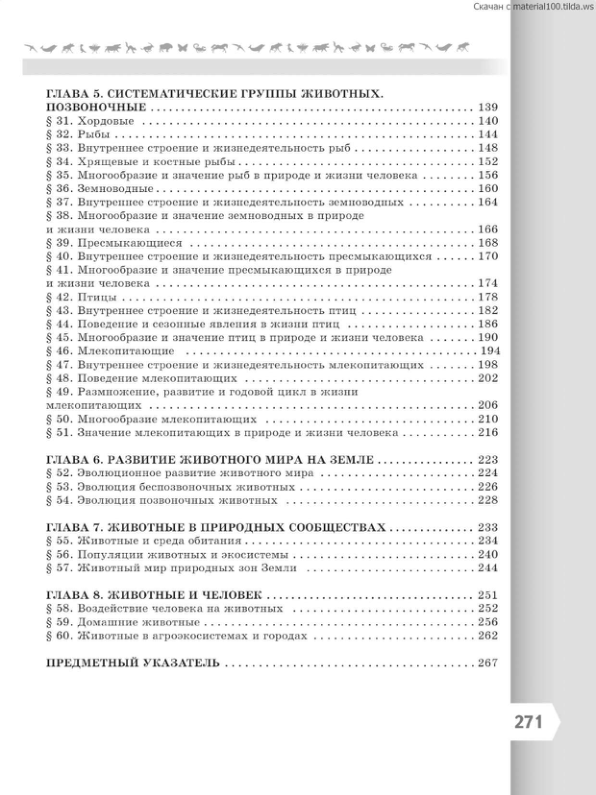 Скачан с material100.tilda.ws
ГЛАВА 5. СИСТЕМАТИЧЕСКИЕ ГРУППЫ ЖИВОТНЫХ.
ПОЗВОНОЧНЫЕ ........................................ 139
§ 31. Хордовые ........................................ 140
§ 32. Рыбы ........................................ 144
§ 33. Внутреннее строение и жизнедеятельность рыб ................ 148
§ 34. Хрящевые и костные рыбы ................................ 152
§ 35. Многообразие и значение рыб в природе и жизни человека ........ 156
§ 36. Земноводные ........................................ 160
§ 37. Внутреннее строение и жизнедеятельность земноводных .......... 164
§ 38. Многообразие и значение земноводных в природе
и жизни человека ........................................ 166
§ 39. Пресмыкающиеся ........................................ 168
§ 40. Внутреннее строение и жизнедеятельность пресмыкающихся ...... 170
§ 41. Многообразие и значение пресмыкающихся в природе
и жизни человека ........................................ 174
§ 42. Птицы ........................................ 178
§ 43. Внутреннее строение и жизнедеятельность птиц ................ 182
§ 44. Поведение и сезонные явления в жизни птиц .................. 186
§ 45. Многообразие и значение птиц в природе и жизни человека ....... 190
§ 46. Млекопитающие ........................................ 194
§ 47. Внутреннее строение и жизнедеятельность млекопитающих ....... 198
§ 48. Поведение млекопитающих ................................ 202
§ 49. Размножение, развитие и годовой цикл в жизни
млекопитающих ........................................ 206
§ 50. Многообразие млекопитающих ............................. 210
§ 51. Значение млекопитающих в природе и жизни человека ........... 216
ГЛАВА 6. РАЗВИТИЕ ЖИВОТНОГО МИРА НА ЗЕМЛЕ .............. 223
§ 52. Эволюционное развитие животного мира ...................... 224
§ 53. Эволюция беспозвоночных животных ........................ 226
§ 54. Эволюция позвоночных животных .......................... 228
ГЛАВА 7. ЖИВОТНЫЕ В ПРИРОДНЫХ СООБЩЕСТВАХ ............. 233
§ 55. Животные и среда обитания ................................ 234
§ 56. Популяции животных и экосистемы .......................... 240
§ 57. Животный мир природных зон Земли ........................ 244
ГЛАВА 8. ЖИВОТНЫЕ И ЧЕЛОВЕК ............................. 251
§ 58. Воздействие человека на животных .......................... 252
§ 59. Домашние животные ........................................ 256
§ 60. Животные в агроэкосистемах и городах ....................... 262
ПРЕДМЕТНЫЙ УКАЗАТЕЛЬ .................................. 267
271